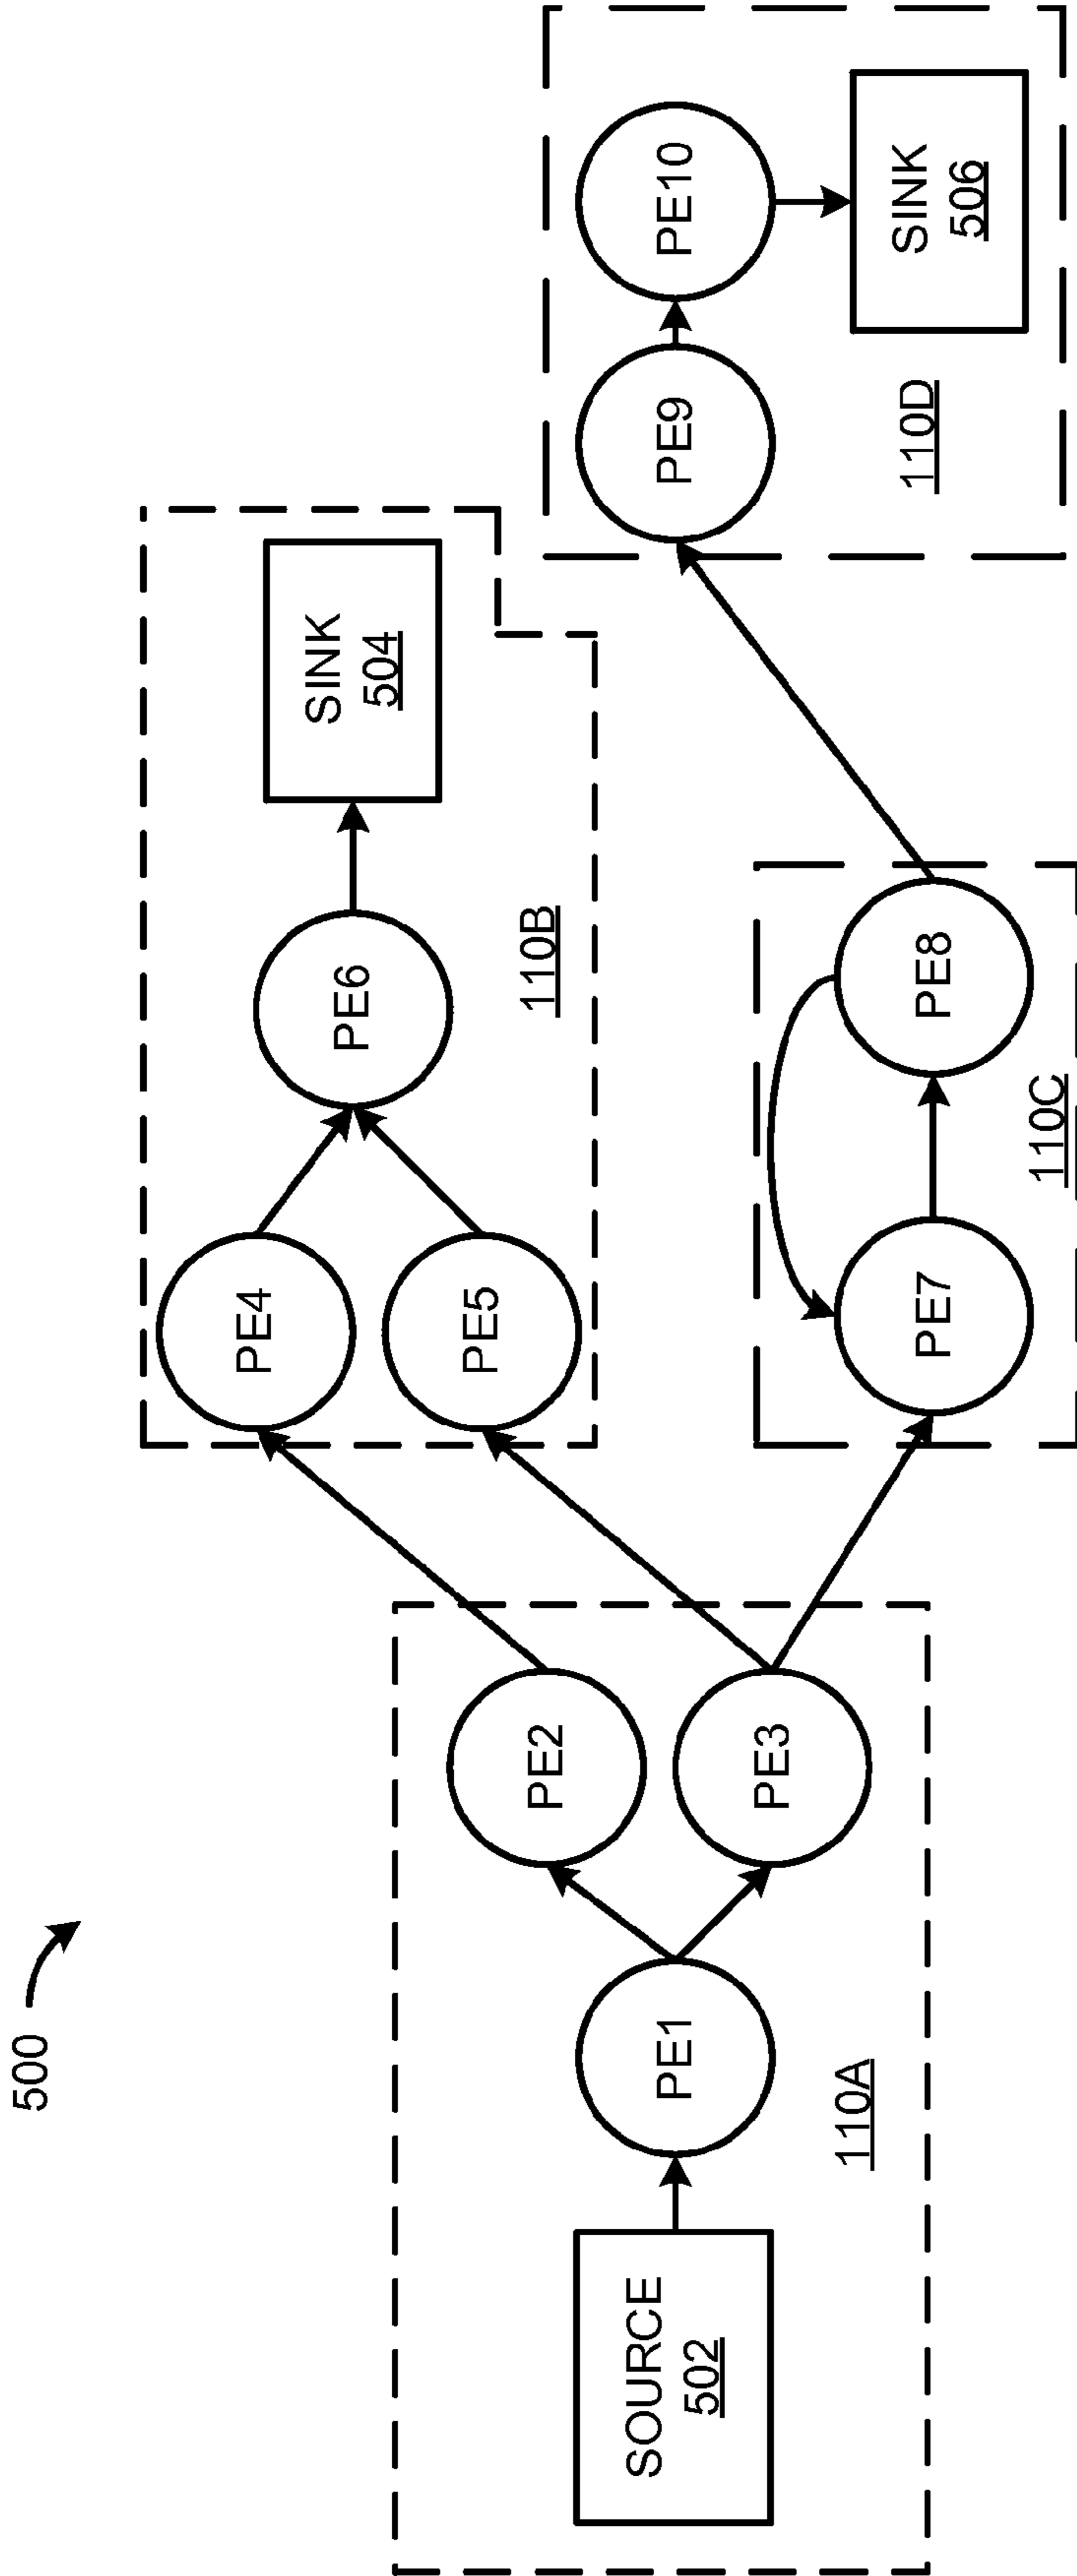 500
SOURCE
502
PE1
PE2
PE3
110A
PE4
PE5
PE6
SINK
504
110B
PE7
PE8
110C
PE9
PE10
SINK
506
110D